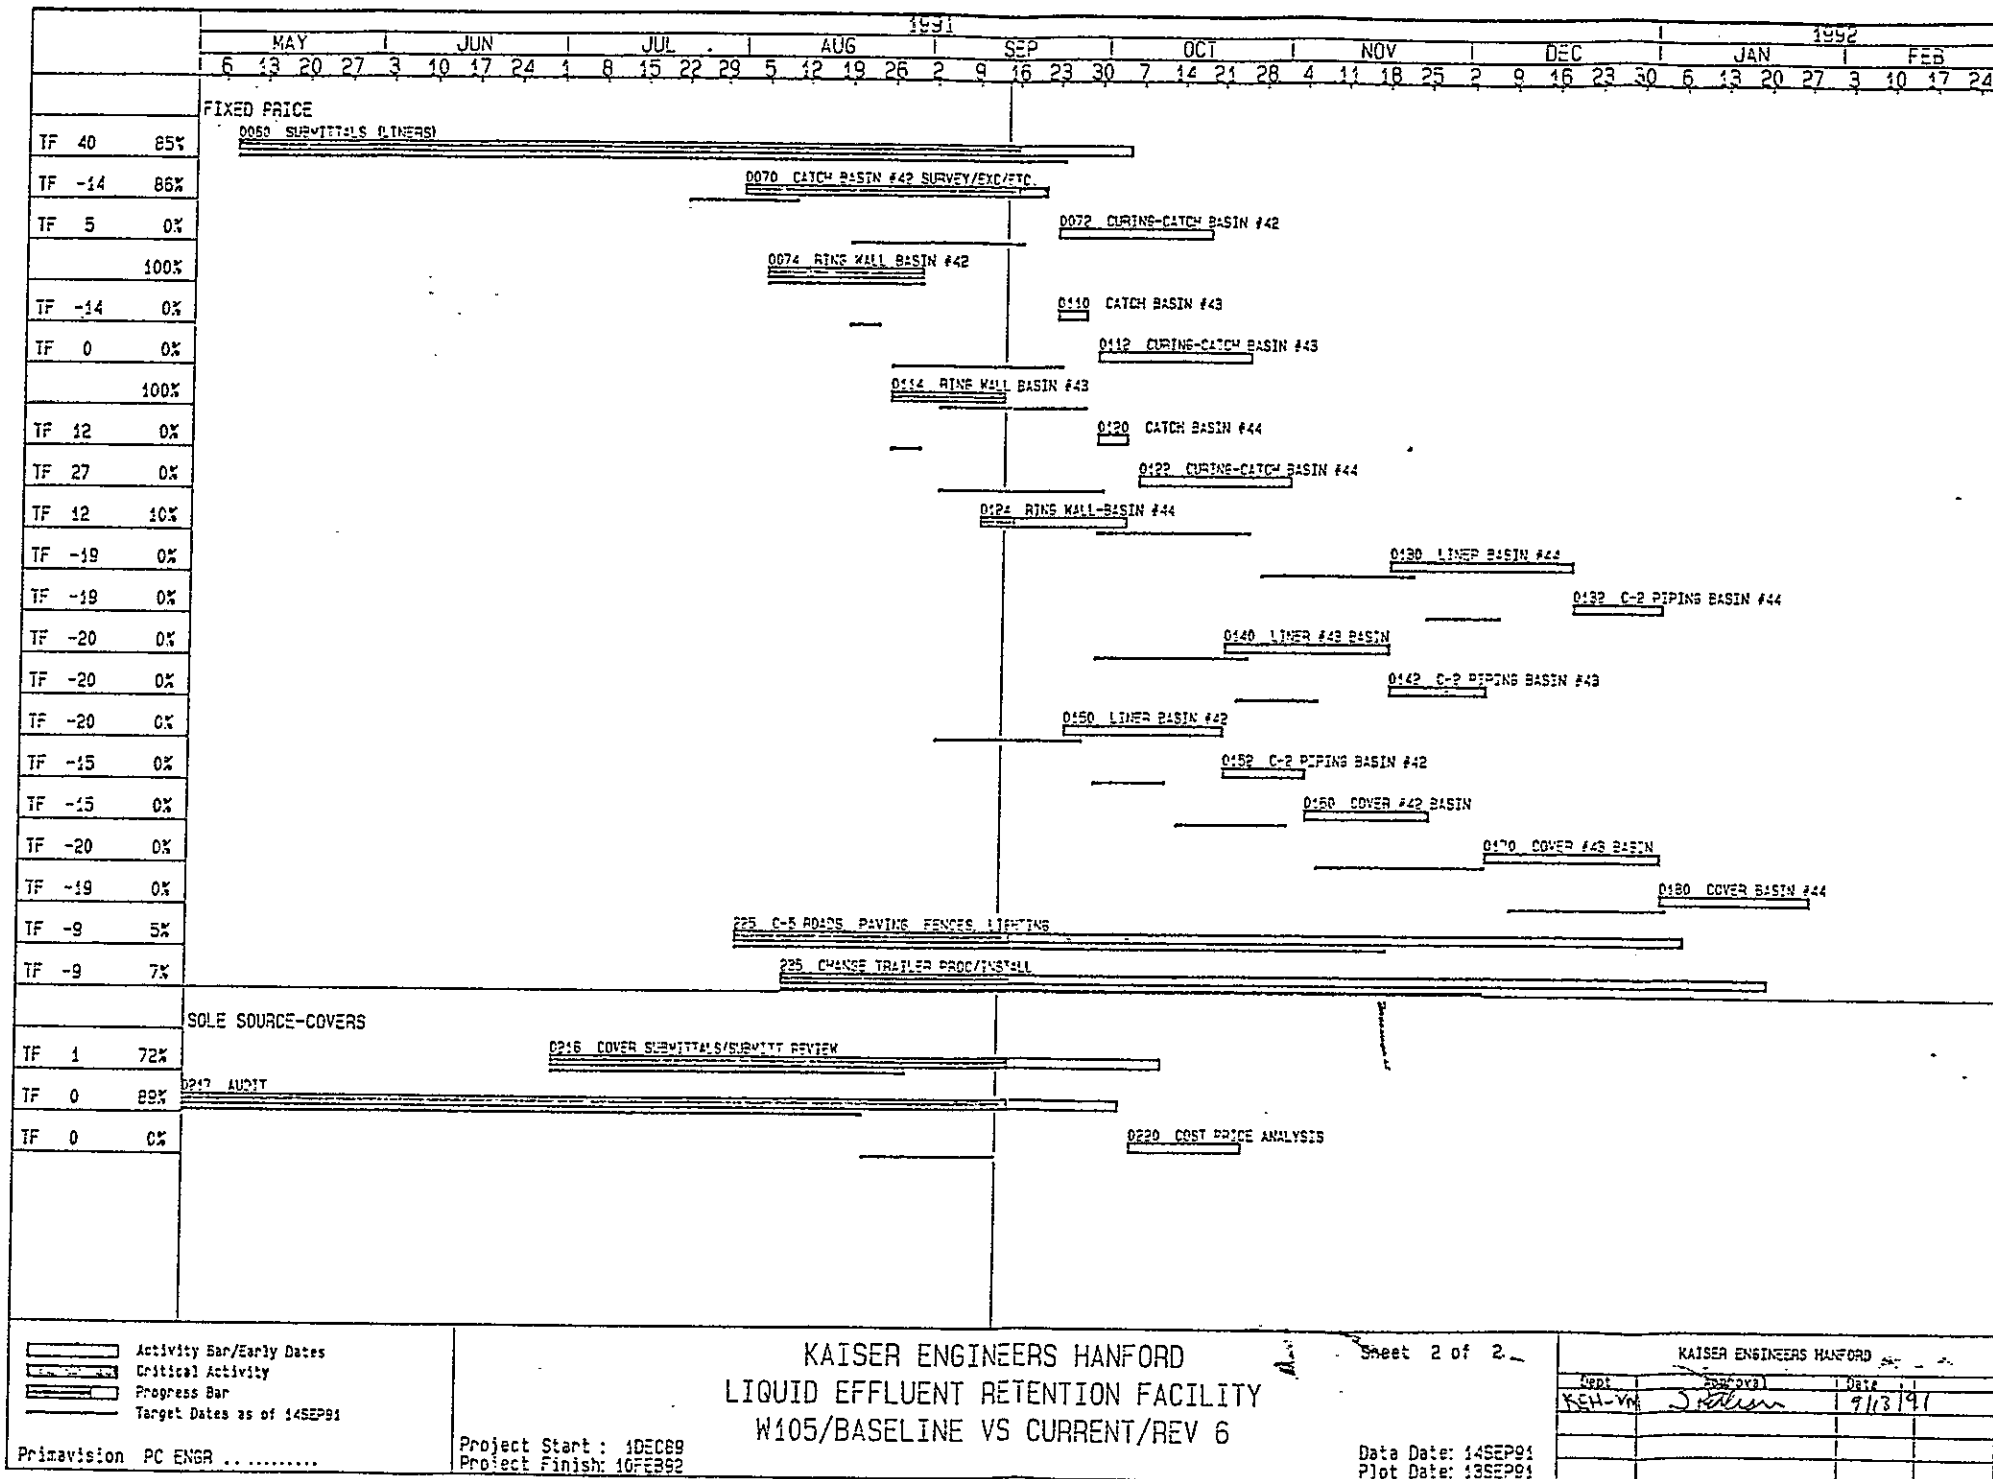 1991
1992
MAY JUN JUL AUG SEP OCT NOV DEC JAN FEB
6 13 20 27 3 10 17 24 1 8 15 22 29 5 12 19 26 2 9 16 23 30 7 14 21 28 4 11 18 25 2 9 16 23 30 6 13 20 27 3 10 17 24
FIXED PRICE
TF 40 85% 0060 SUBMITTALS (LINERS)
TF -14 86% 0070 CATCH BASIN #42 SURVEY/EXC/ETC.
TF 5 0% 0072 CURING-CATCH BASIN #42
100% 0074 RING WALL BASIN #42
TF -14 0% 0110 CATCH BASIN #43
TF 0 0% 0112 CURING-CATCH BASIN #43
100% 0114 RING WALL BASIN #43
TF 12 0% 0120 CATCH BASIN #44
TF 27 0% 0122 CURING-CATCH BASIN #44
TF 12 10% 0124 RING WALL-BASIN #44
TF -19 0% 0130 LINER BASIN #44
TF -19 0% 0132 C-2 PIPING BASIN #44
TF -20 0% 0140 LINER #43 BASIN
TF -20 0% 0142 C-2 PIPING BASIN #43
TF -20 0% 0150 LINER BASIN #42
TF -15 0% 0152 C-2 PIPING BASIN #42
TF -15 0% 0160 COVER #42 BASIN
TF -20 0% 0170 COVER #43 BASIN
TF -19 0% 0180 COVER BASIN #44
TF -9 5% 225 C-5 ROADS, PAVING, FENCES, LIGHTING
TF -9 7% 235 CHANGE TRAILER PROC/INSTALL
SOLE SOURCE-COVERS
TF 1 72% 0216 COVER SUBMITTALS/SUBMITT REVIEW
TF 0 89% 0217 AUDIT
TF 0 0% 0220 COST PRICE ANALYSIS
Activity Bar/Early Dates
Critical Activity
Progress Bar
Target Dates as of 14SEP91
Primavision PC ENGR ...........
Project Start : 1DEC89
Project Finish: 10FEB92
KAISER ENGINEERS HANFORD
LIQUID EFFLUENT RETENTION FACILITY
W105/BASELINE VS CURRENT/REV 6
Sheet 2 of 2
Data Date: 14SEP91
Plot Date: 13SEP91
KAISER ENGINEERS HANFORD
Dept Approval Date
KEH-VM 9/13/91